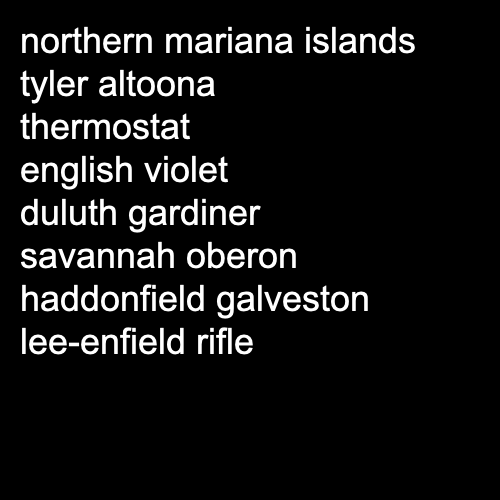 northern mariana islands
tyler altoona
thermostat
english violet
duluth gardiner
savannah oberon
haddonfield galveston
lee-enfield rifle